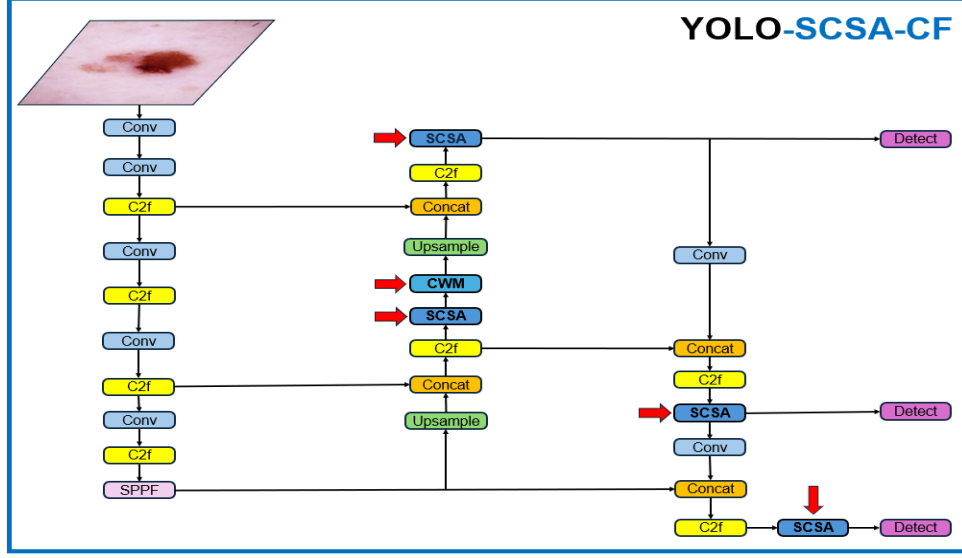 YOLO-SCSA-CF
Conv
Conv
C2f
Conv
C2f
Conv
C2f
Conv
C2f
SPPF
SCSA
C2f
Concat
Upsample
CWM
SCSA
C2f
Concat
Upsample
Detect
Conv
Concat
C2f
SCSA
Detect
Conv
Concat
C2f
SCSA
Detect